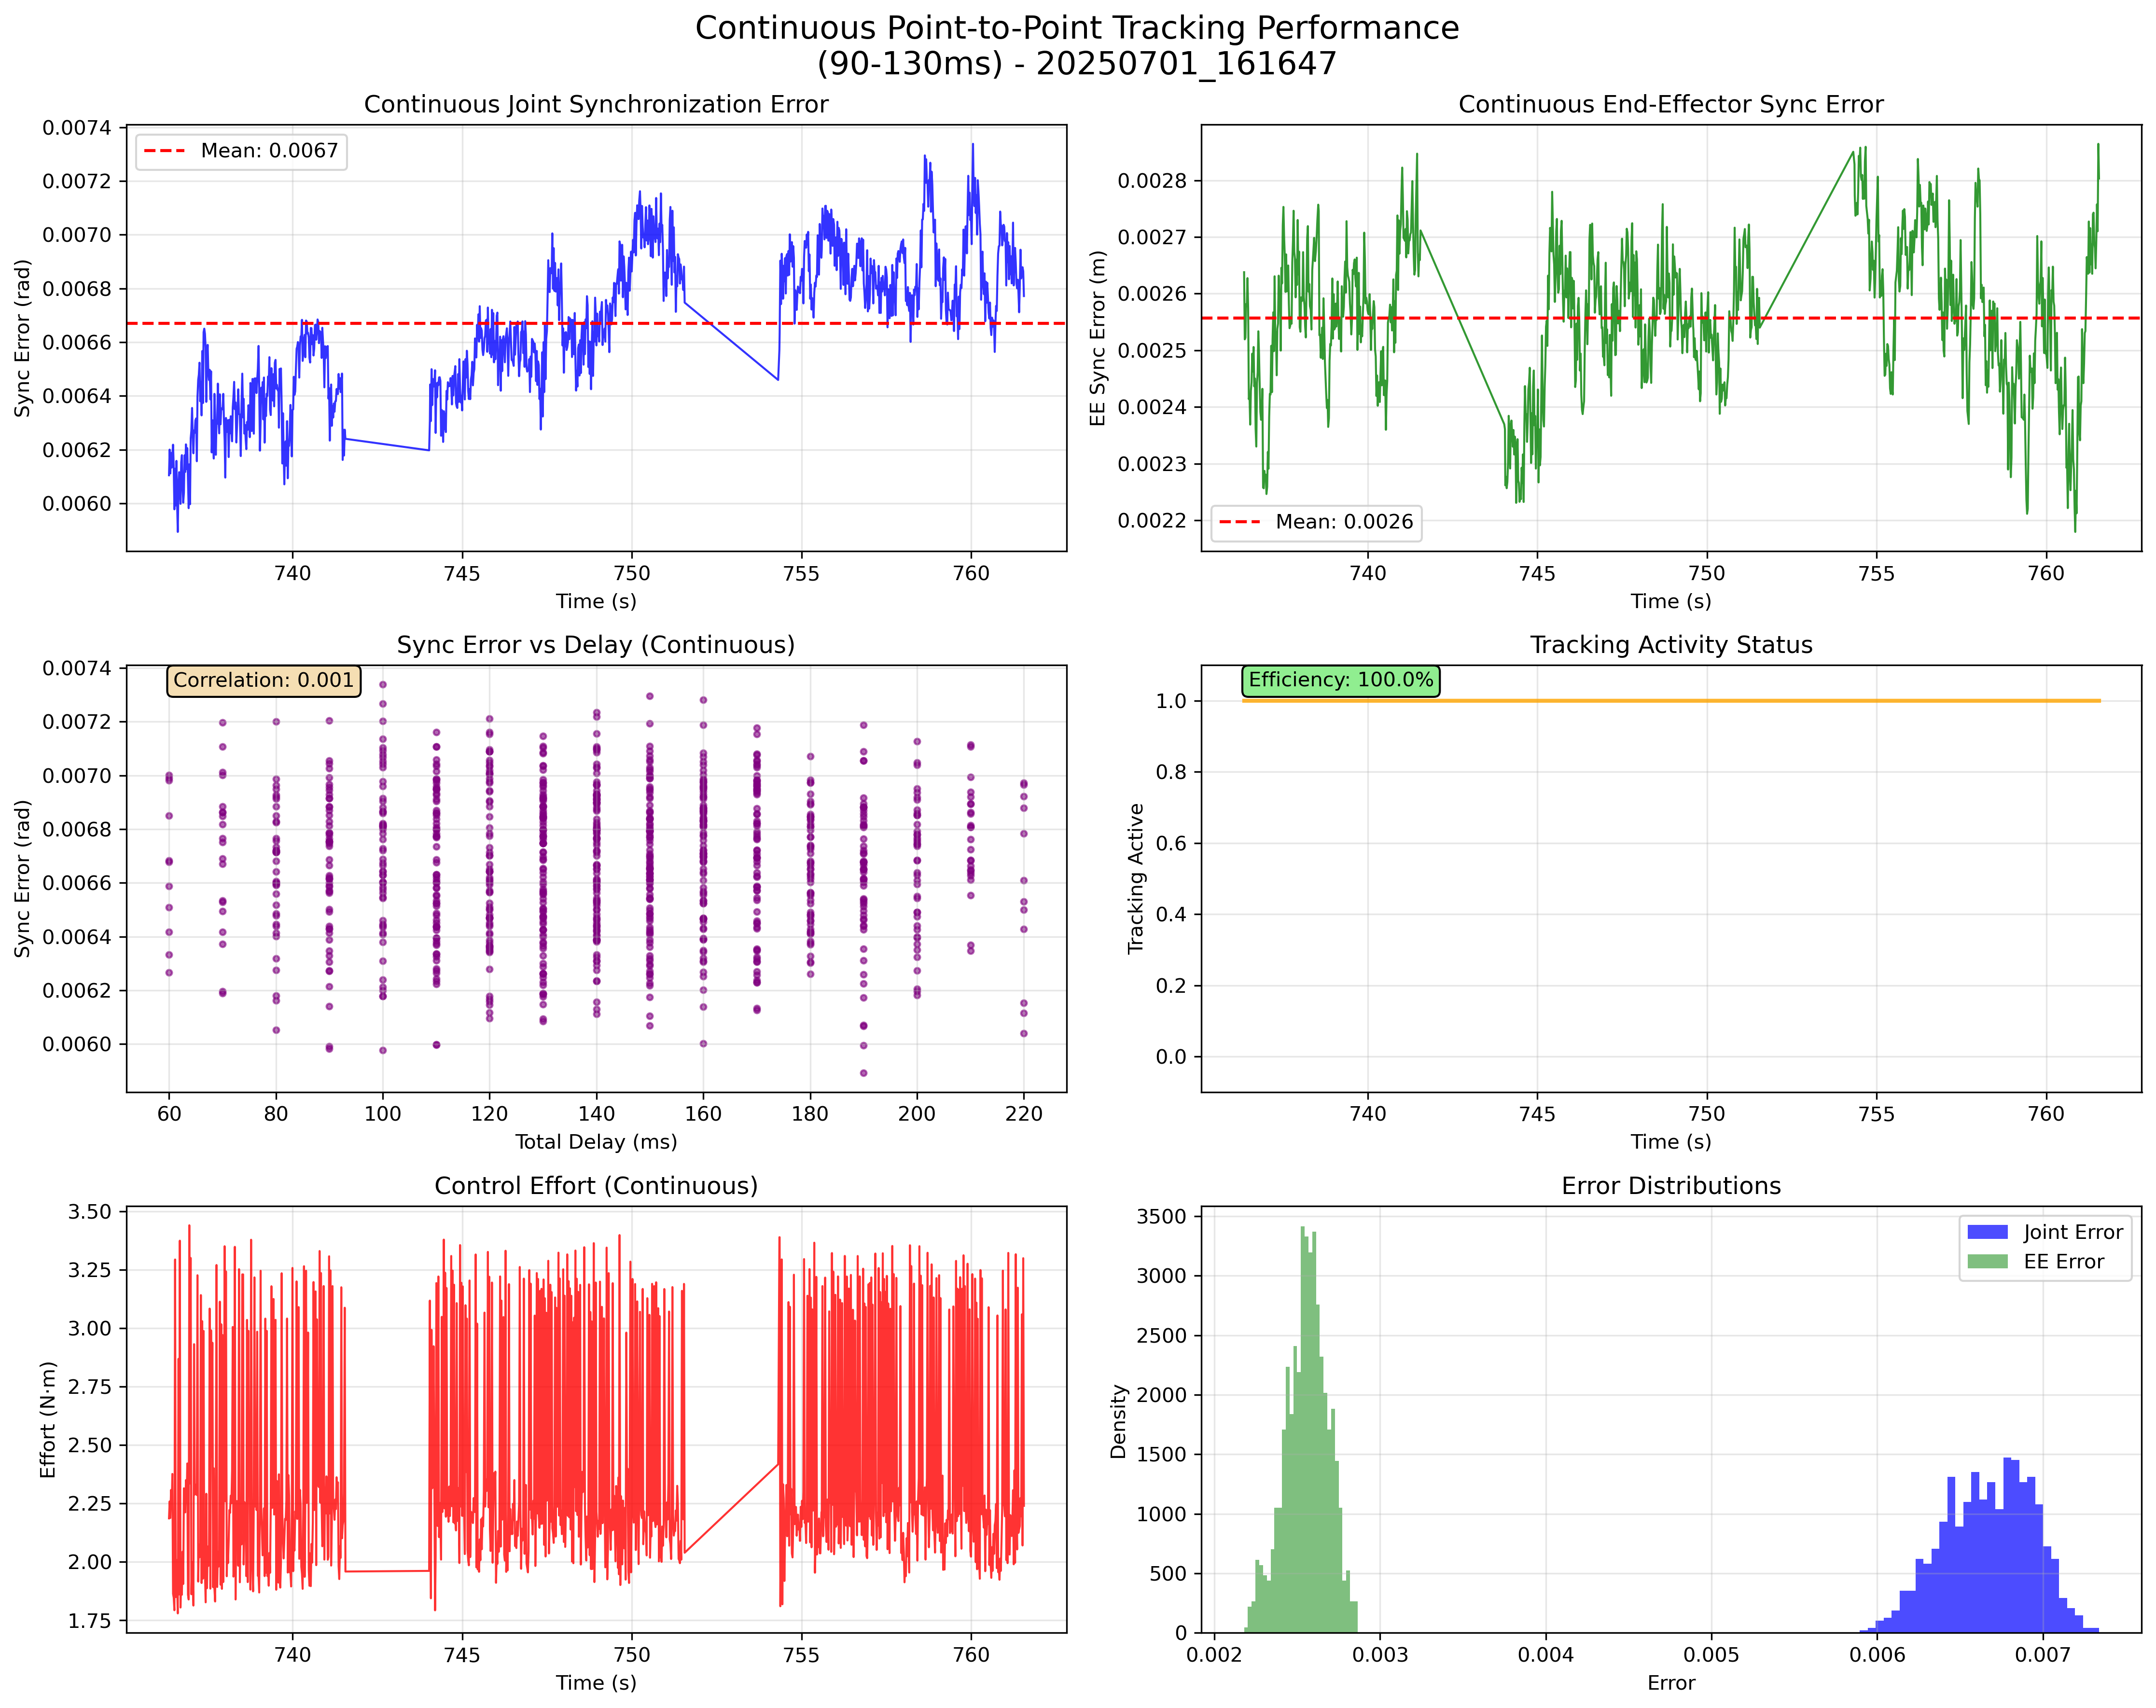 Continuous Point-to-Point Tracking Performance
(90-130ms) - 20250701_161647
Continuous Joint Synchronization Error
Sync Error (rad)
0.0074
0.0072
0.0070
0.0068
0.0066
0.0064
0.0062
0.0060
Mean: 0.0067
740 745 750 755 760
Time (s)
Continuous End-Effector Sync Error
EE Sync Error (m)
0.0028
0.0027
0.0026
0.0025
0.0024
0.0023
0.0022
Mean: 0.0026
740 745 750 755 760
Time (s)
Sync Error vs Delay (Continuous)
Sync Error (rad)
0.0074
0.0072
0.0070
0.0068
0.0066
0.0064
0.0062
0.0060
Correlation: 0.001
60 80 100 120 140 160 180 200 220
Total Delay (ms)
Tracking Activity Status
Tracking Active
1.0
0.8
0.6
0.4
0.2
0.0
Efficiency: 100.0%
740 745 750 755 760
Time (s)
Control Effort (Continuous)
Effort (N·m)
3.50
3.25
3.00
2.75
2.50
2.25
2.00
1.75
740 745 750 755 760
Time (s)
Error Distributions
Density
3500
3000
2500
2000
1500
1000
500
0
Joint Error
EE Error
0.002 0.003 0.004 0.005 0.006 0.007
Error